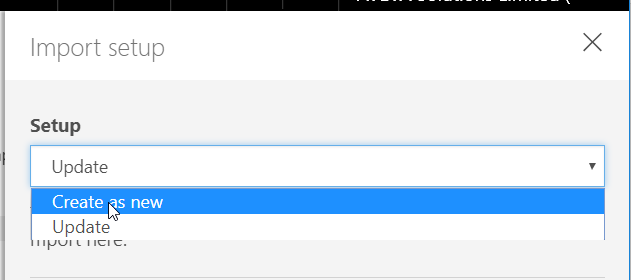 Import setup
Setup
Update
Create as new
Update
import here.